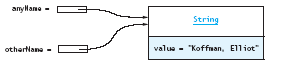 anyName =
String
otherName =
value = "Koffman, Elliot"